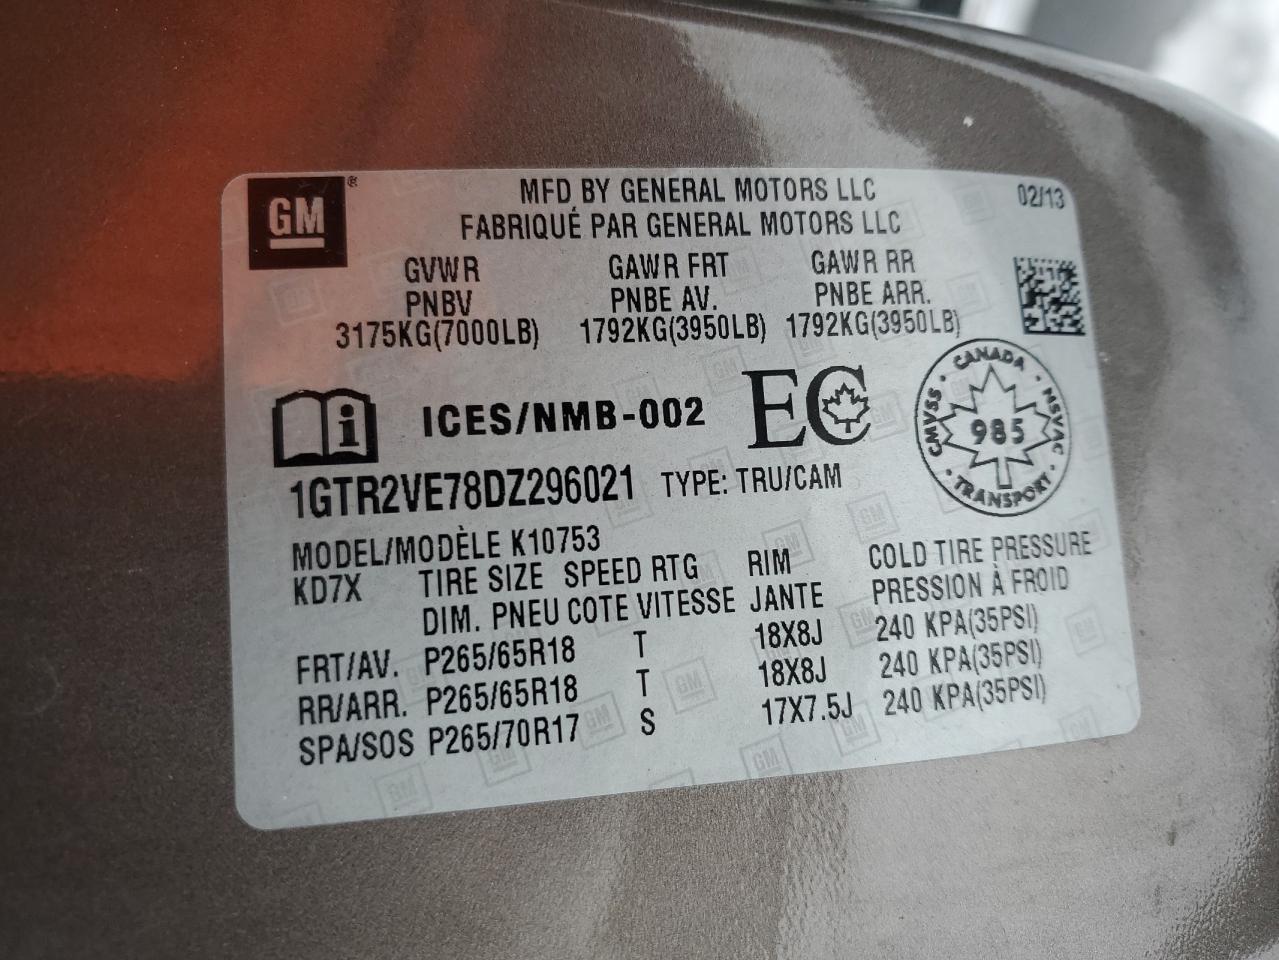 GM®
MFD BY GENERAL MOTORS LLC
02/13
FABRIQUÉ PAR GENERAL MOTORS LLC
GVWR GAWR FRT GAWR RR
PNBV PNBE AV. PNBE ARR.
3175KG(7000LB) 1792KG(3950LB) 1792KG(3950LB)
ICES/NMB-002 EC
CANADA
CMVSS 985 NSVAC
TRANSPORT
1GTR2VE78DZ296021 TYPE: TRU/CAM
MODEL/MODÈLE K10753
KD7X TIRE SIZE SPEED RTG RIM COLD TIRE PRESSURE
DIM. PNEU COTE VITESSE JANTE PRESSION À FROID
FRT/AV. P265/65R18 T 18X8J 240 KPA(35PSI)
RR/ARR. P265/65R18 T 18X8J 240 KPA(35PSI)
SPA/SOS P265/70R17 S 17X7.5J 240 KPA(35PSI)